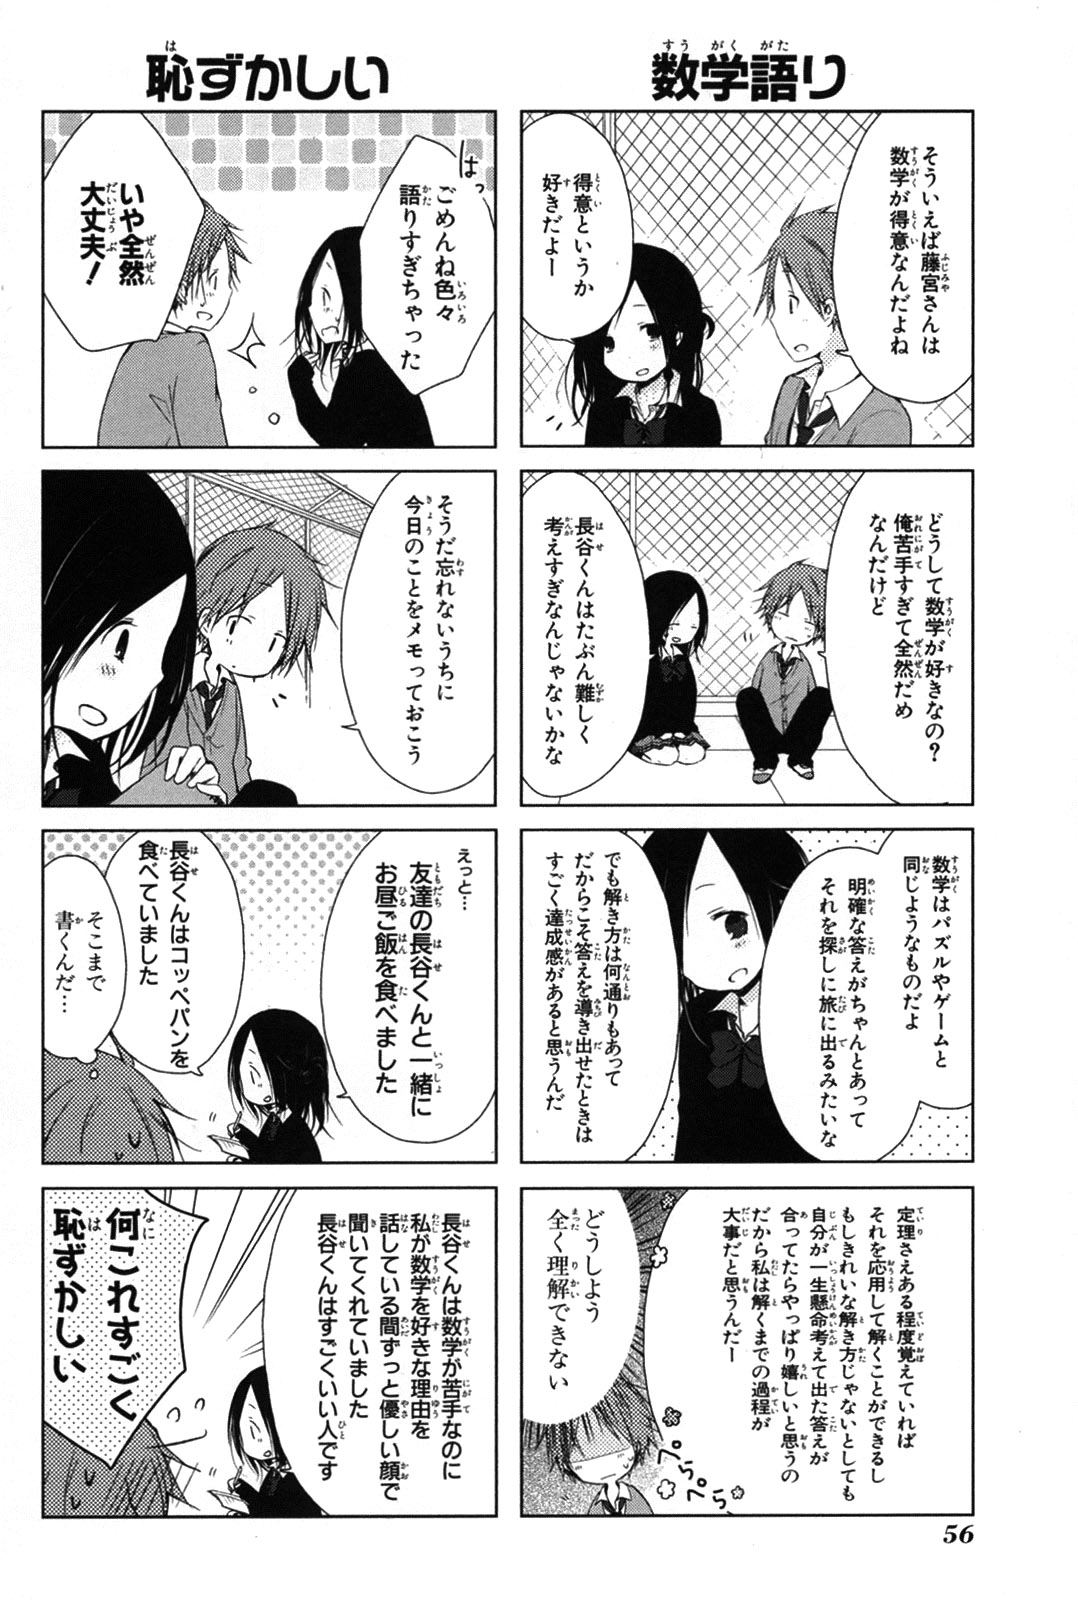 数学語り
そういえば藤宮さんは
数学が得意なんだよね
得意というか
好きだよー
どうして数学が好きなの？
俺苦手すぎて全然だめ
なんだけど
長谷くんはたぶん難しく
考えすぎなんじゃないかな
数学はパズルやゲームと
同じようなものだよ
明確な答えがちゃんとあって
それを探しに旅に出るみたいな
でも解き方は何通りもあって
だからこそ答えを導き出せたときは
すごく達成感があると思うんだ
定理さえある程度覚えていれば
それを応用して解くことができるし
もしきれいな解き方じゃないとしても
自分が一生懸命考えて出た答えが
合ってたらやっぱり嬉しいと思うの
だから私は解くまでの過程が
大事だと思うんだー
ぺらぺら
どうしよう
全く理解できない
恥ずかしい
はっ
ごめんね色々
語りすぎちゃった
いや全然
大丈夫！
そうだ忘れないうちに
今日のことをメモっておこう
えっと…
友達の長谷くんと一緒に
お昼ご飯を食べました
長谷くんはコッペパンを
食べていました
そこまで
書くんだ…
長谷くんは数学が苦手なのに
私が数学を好きな理由を
話している間ずっと優しい顔で
聞いてくれていました
長谷くんはすごくいい人です
何これすごく
恥ずかしい
56